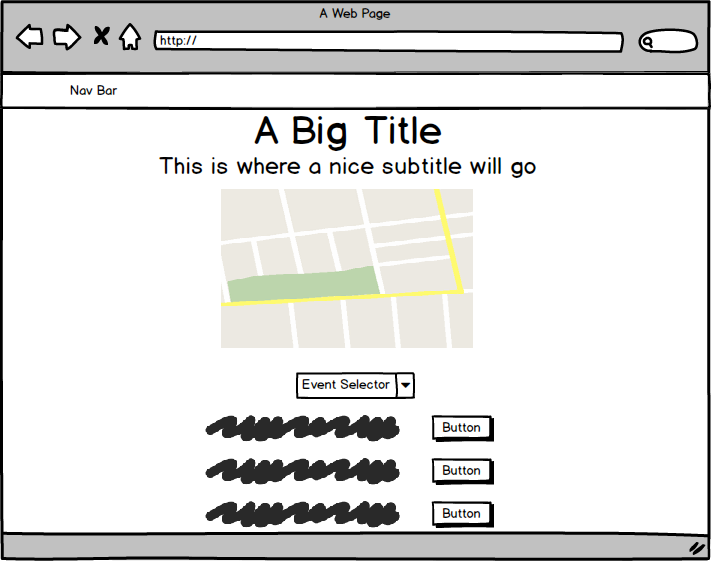 A Web Page
http://
Nav Bar
A Big Title
This is where a nice subtitle will go
Event Selector
Button
Button
Button